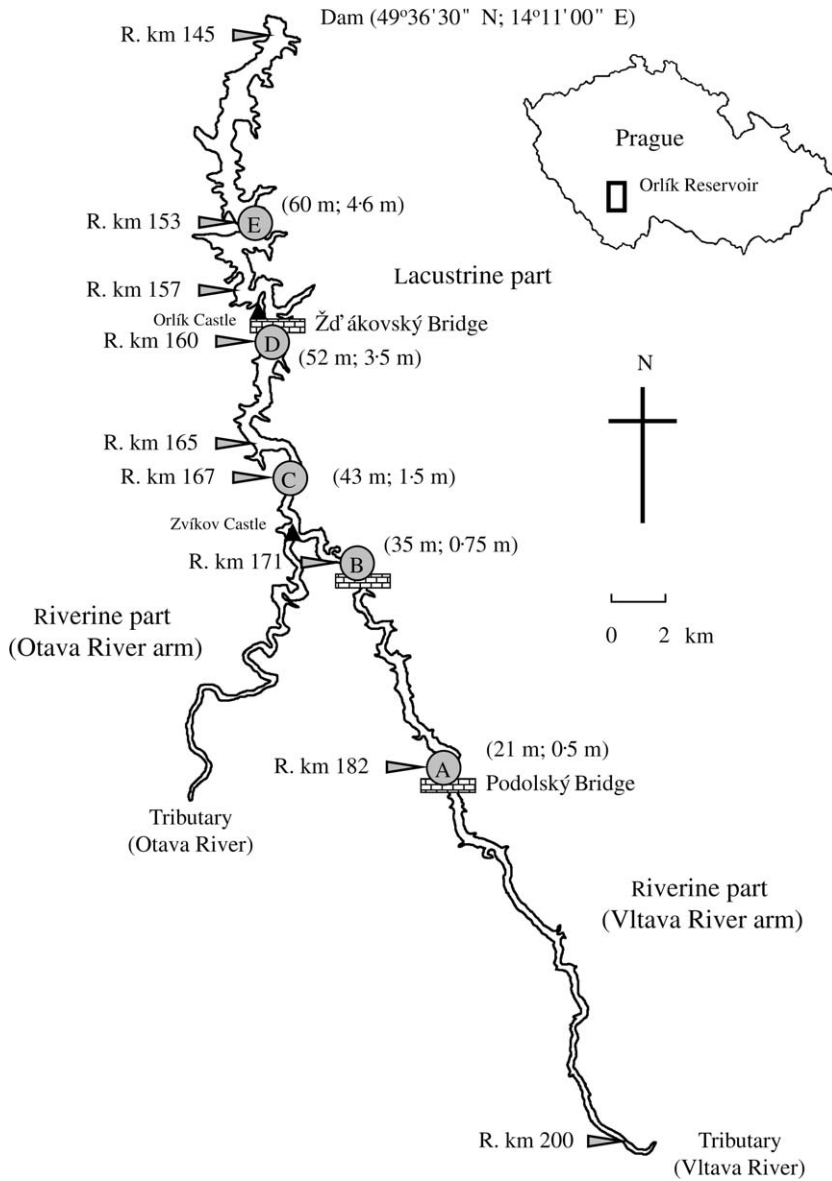 Dam (49°36'30" N; 14°11'00" E)
R. km 145
Prague
Orlík Reservoir
(60 m; 4·6 m)
E
R. km 153
Lacustrine part
R. km 157
Orlík Castle
Žďákovský Bridge
R. km 160
D
(52 m; 3·5 m)
N
R. km 165
R. km 167
C
(43 m; 1·5 m)
Zvíkov Castle
(35 m; 0·75 m)
R. km 171
B
Riverine part
(Otava River arm)
0 2 km
(21 m; 0·5 m)
R. km 182
A
Podolský Bridge
Tributary
(Otava River)
Riverine part
(Vltava River arm)
R. km 200
Tributary
(Vltava River)